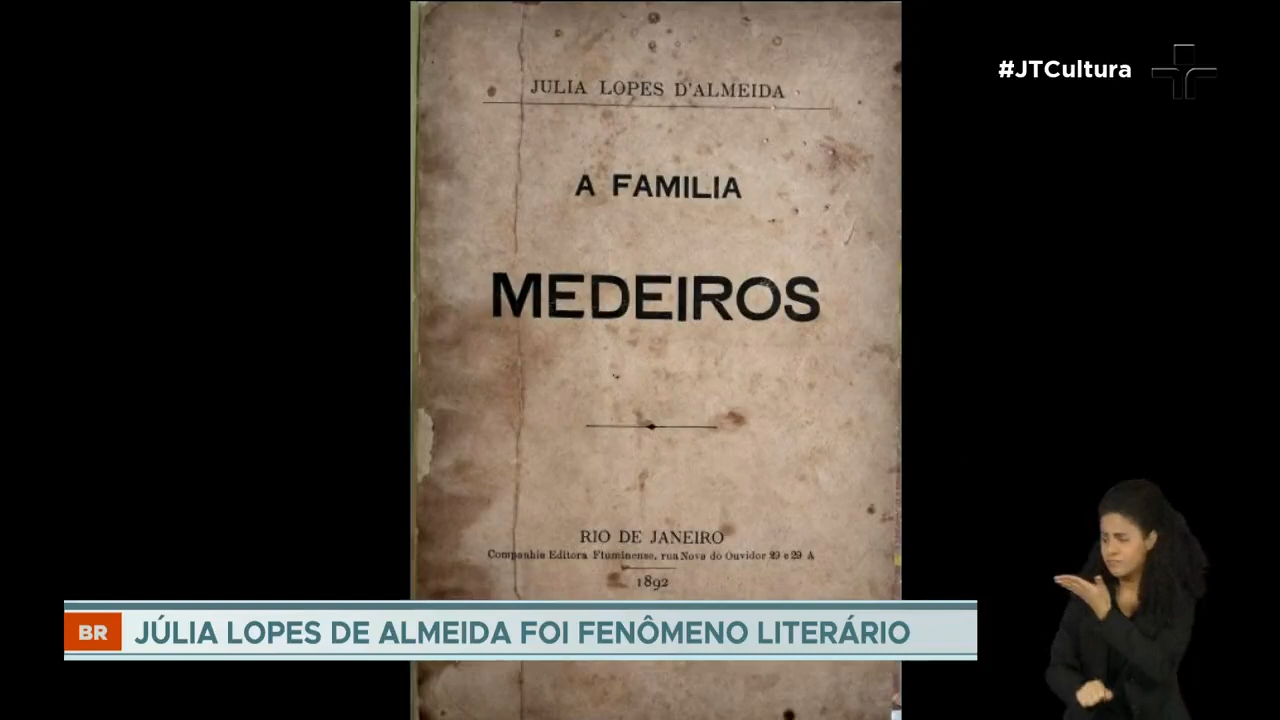 #JTCultura
JULIA LOPES D'ALMEIDA
A FAMILIA
MEDEIROS
RIO DE JANEIRO
Companhia Editora Fluminense, rua Nova do Ouvidor 29 e 29 A
1892
BR
JÚLIA LOPES DE ALMEIDA FOI FENÔMENO LITERÁRIO